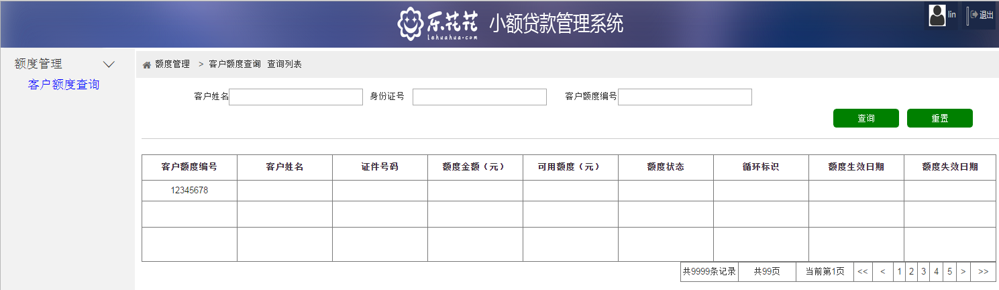 乐花花 小额贷款管理系统 lin 退出
lehuahua.com
额度管理
客户额度查询
额度管理 > 客户额度查询 查询列表
客户姓名 身份证号 客户额度编号
查询 重置
客户额度编号 客户姓名 证件号码 额度金额（元） 可用额度（元） 额度状态 循环标识 额度生效日期 额度失效日期
12345678
共9999条记录 共99页 当前第1页 << < 1 2 3 4 5 > >>